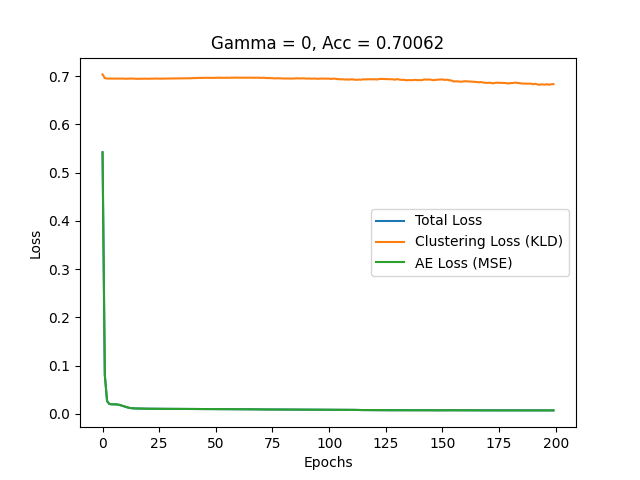 Gamma = 0, Acc = 0.70062
0.7
0.6
0.5
0.4
0.3
0.2
0.1
0.0
Loss
Total Loss
Clustering Loss (KLD)
AE Loss (MSE)
0 25 50 75 100 125 150 175 200
Epochs